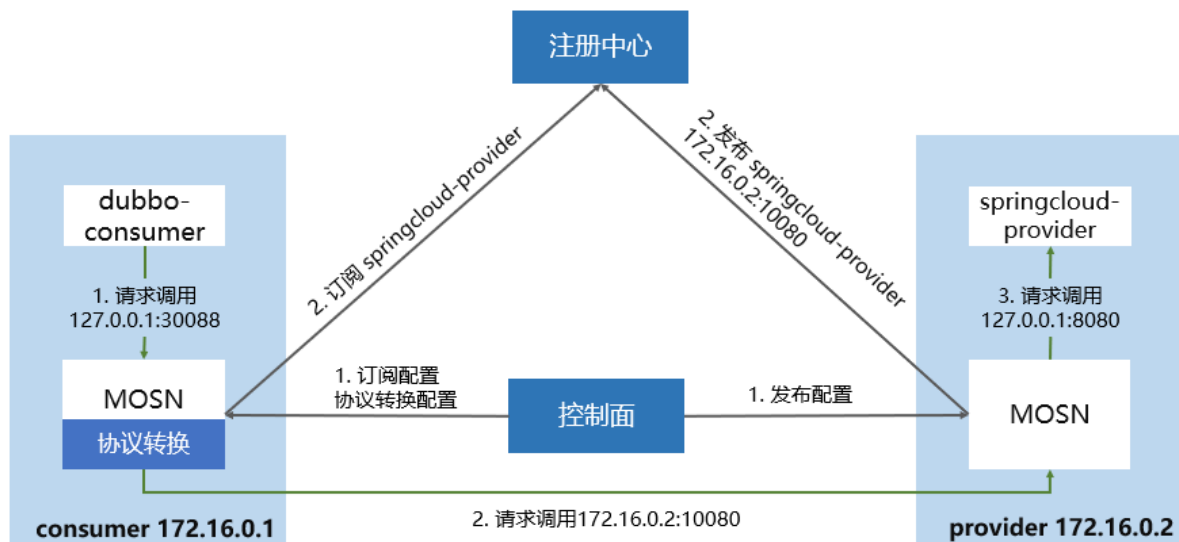 注册中心
2. 订阅 springcloud-provider
2. 发布 springcloud-provider
172.16.0.2:10080
dubbo-
consumer
1. 请求调用
127.0.0.1:30088
MOSN
协议转换
consumer 172.16.0.1
1. 订阅配置
协议转换配置
控制面
1. 发布配置
2. 请求调用172.16.0.2:10080
springcloud-
provider
3. 请求调用
127.0.0.1:8080
MOSN
provider 172.16.0.2